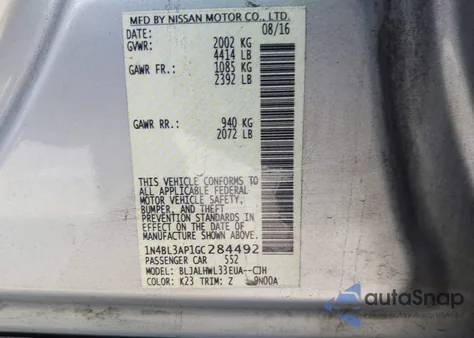 MFD BY NISSAN MOTOR CO., LTD.
DATE: 08/16
GVWR: 2002 KG
4414 LB
GAWR FR.: 1085 KG
2392 LB
GAWR RR.: 940 KG
2072 LB
THIS VEHICLE CONFORMS TO
ALL APPLICABLE FEDERAL
MOTOR VEHICLE SAFETY,
BUMPER, AND THEFT
PREVENTION STANDARDS IN
EFFECT ON THE DATE OF
MANUFACTURE SHOWN ABOVE.
1N4BL3AP1GC284492
PASSENGER CAR 552
MODEL: BLJALHWL33EUA--CJH
COLOR: K23 TRIM: Z 9N00A
autoSnap